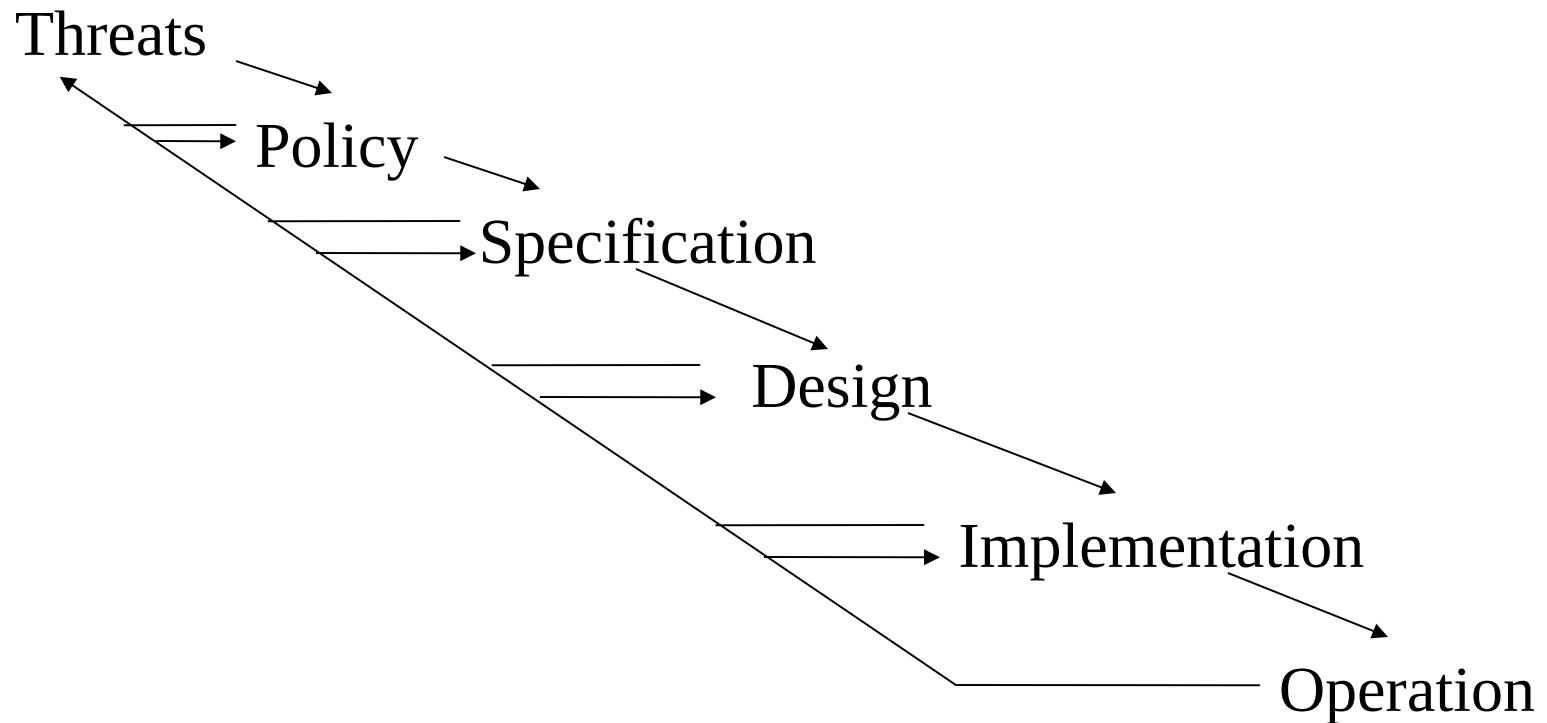 Threats
Policy
Specification
Design
Implementation
Operation